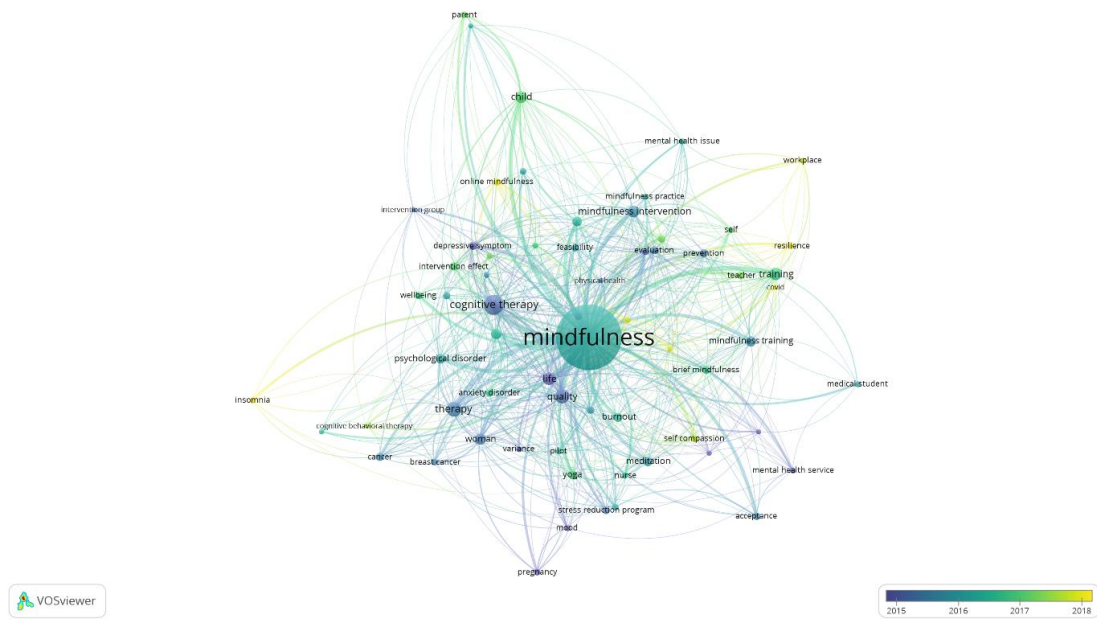 parent
child
mental health issue
workplace
online mindfulness
mindfulness practice
intervention group
mindfulness intervention
self
depressive symptom
feasibility
evaluation
prevention
resilience
intervention effect
teacher
training
physical health
covid
wellbeing
cognitive therapy
mindfulness
mindfulness training
psychological disorder
brief mindfulness
life
medical student
anxiety disorder
quality
insomnia
therapy
burnout
cognitive behavioral therapy
woman
self compassion
variance
pilot
cancer
breast cancer
meditation
mental health service
yoga
nurse
stress reduction program
acceptance
mood
pregnancy
VOSviewer
2015 2016 2017 2018